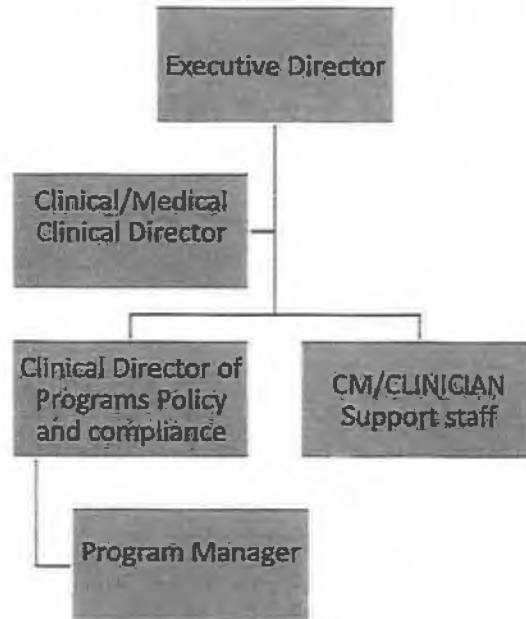 Executive Director
Clinical/Medical
Clinical Director
Clinical Director of
Programs Policy
and compliance
CM/CLINICIAN
Support staff
Program Manager